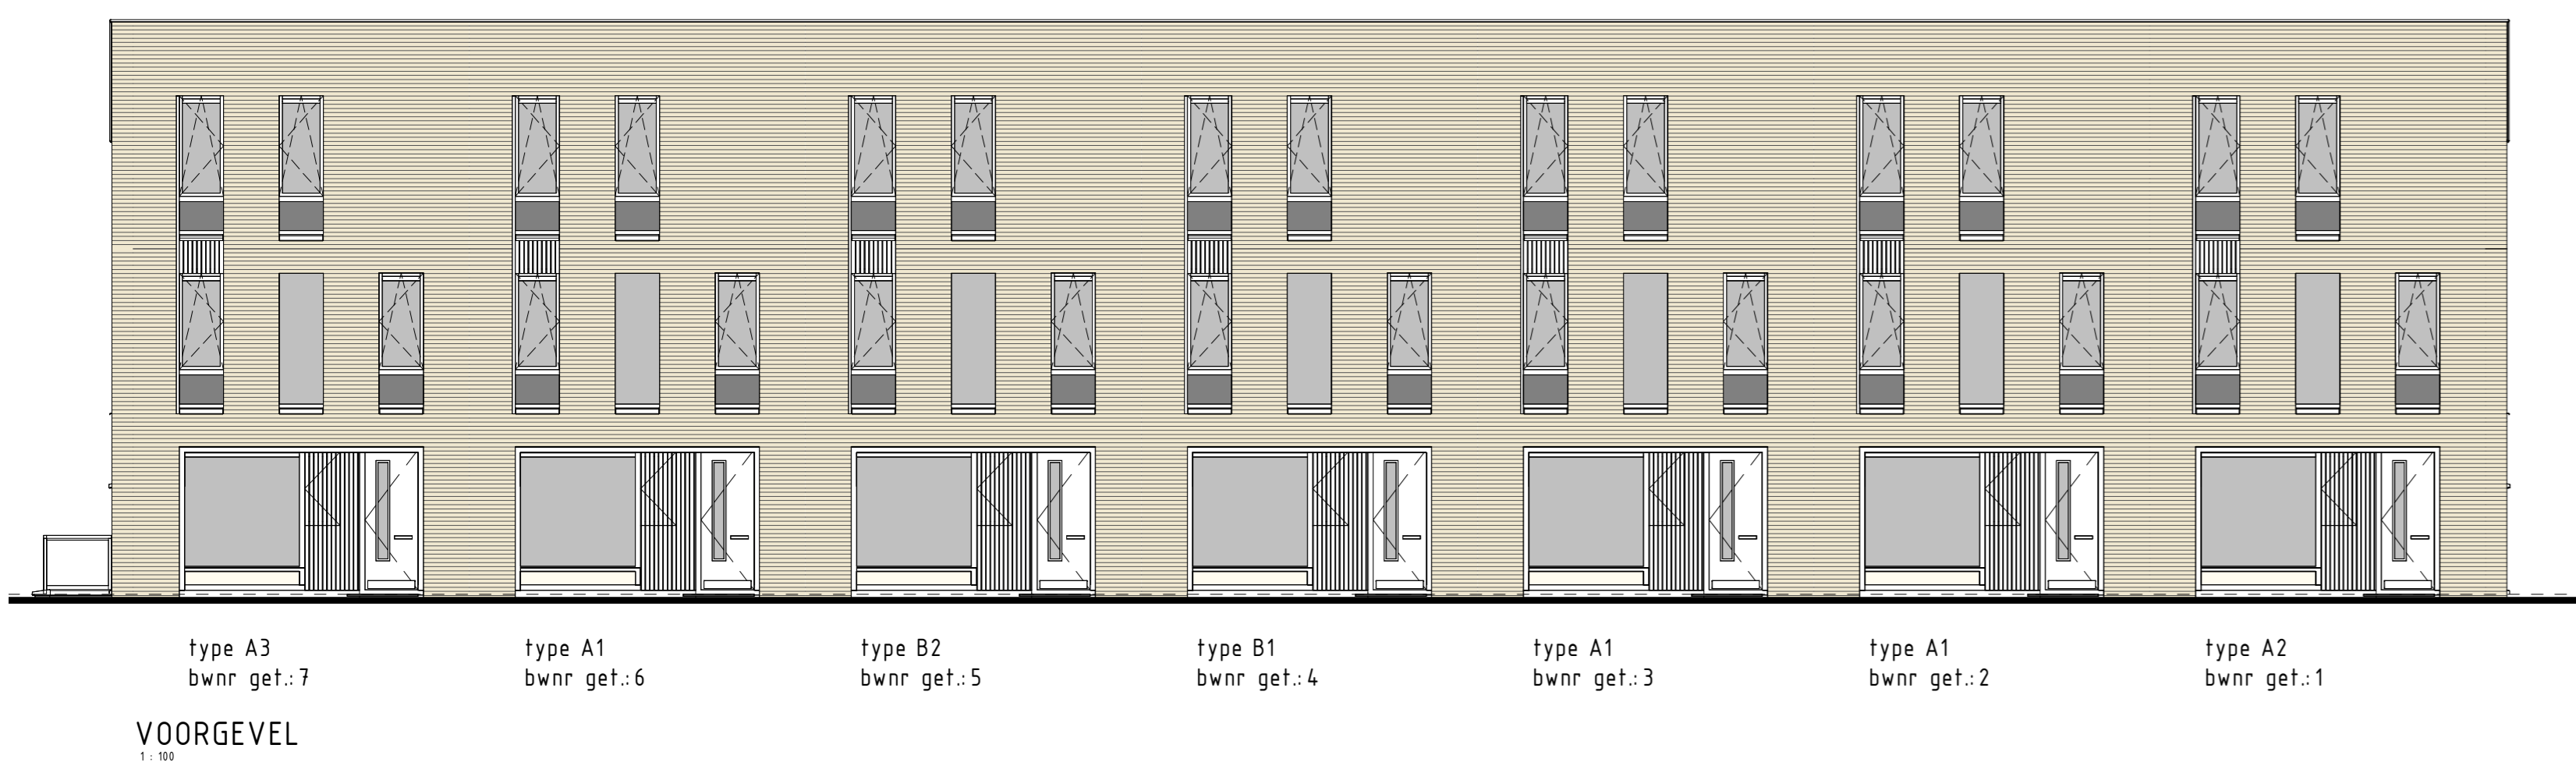 type A3
bwnr get.: 7
type A1
bwnr get.: 6
type B2
bwnr get.: 5
type B1
bwnr get.: 4
type A1
bwnr get.: 3
type A1
bwnr get.: 2
type A2
bwnr get.: 1
VOORGEVEL
1 : 100